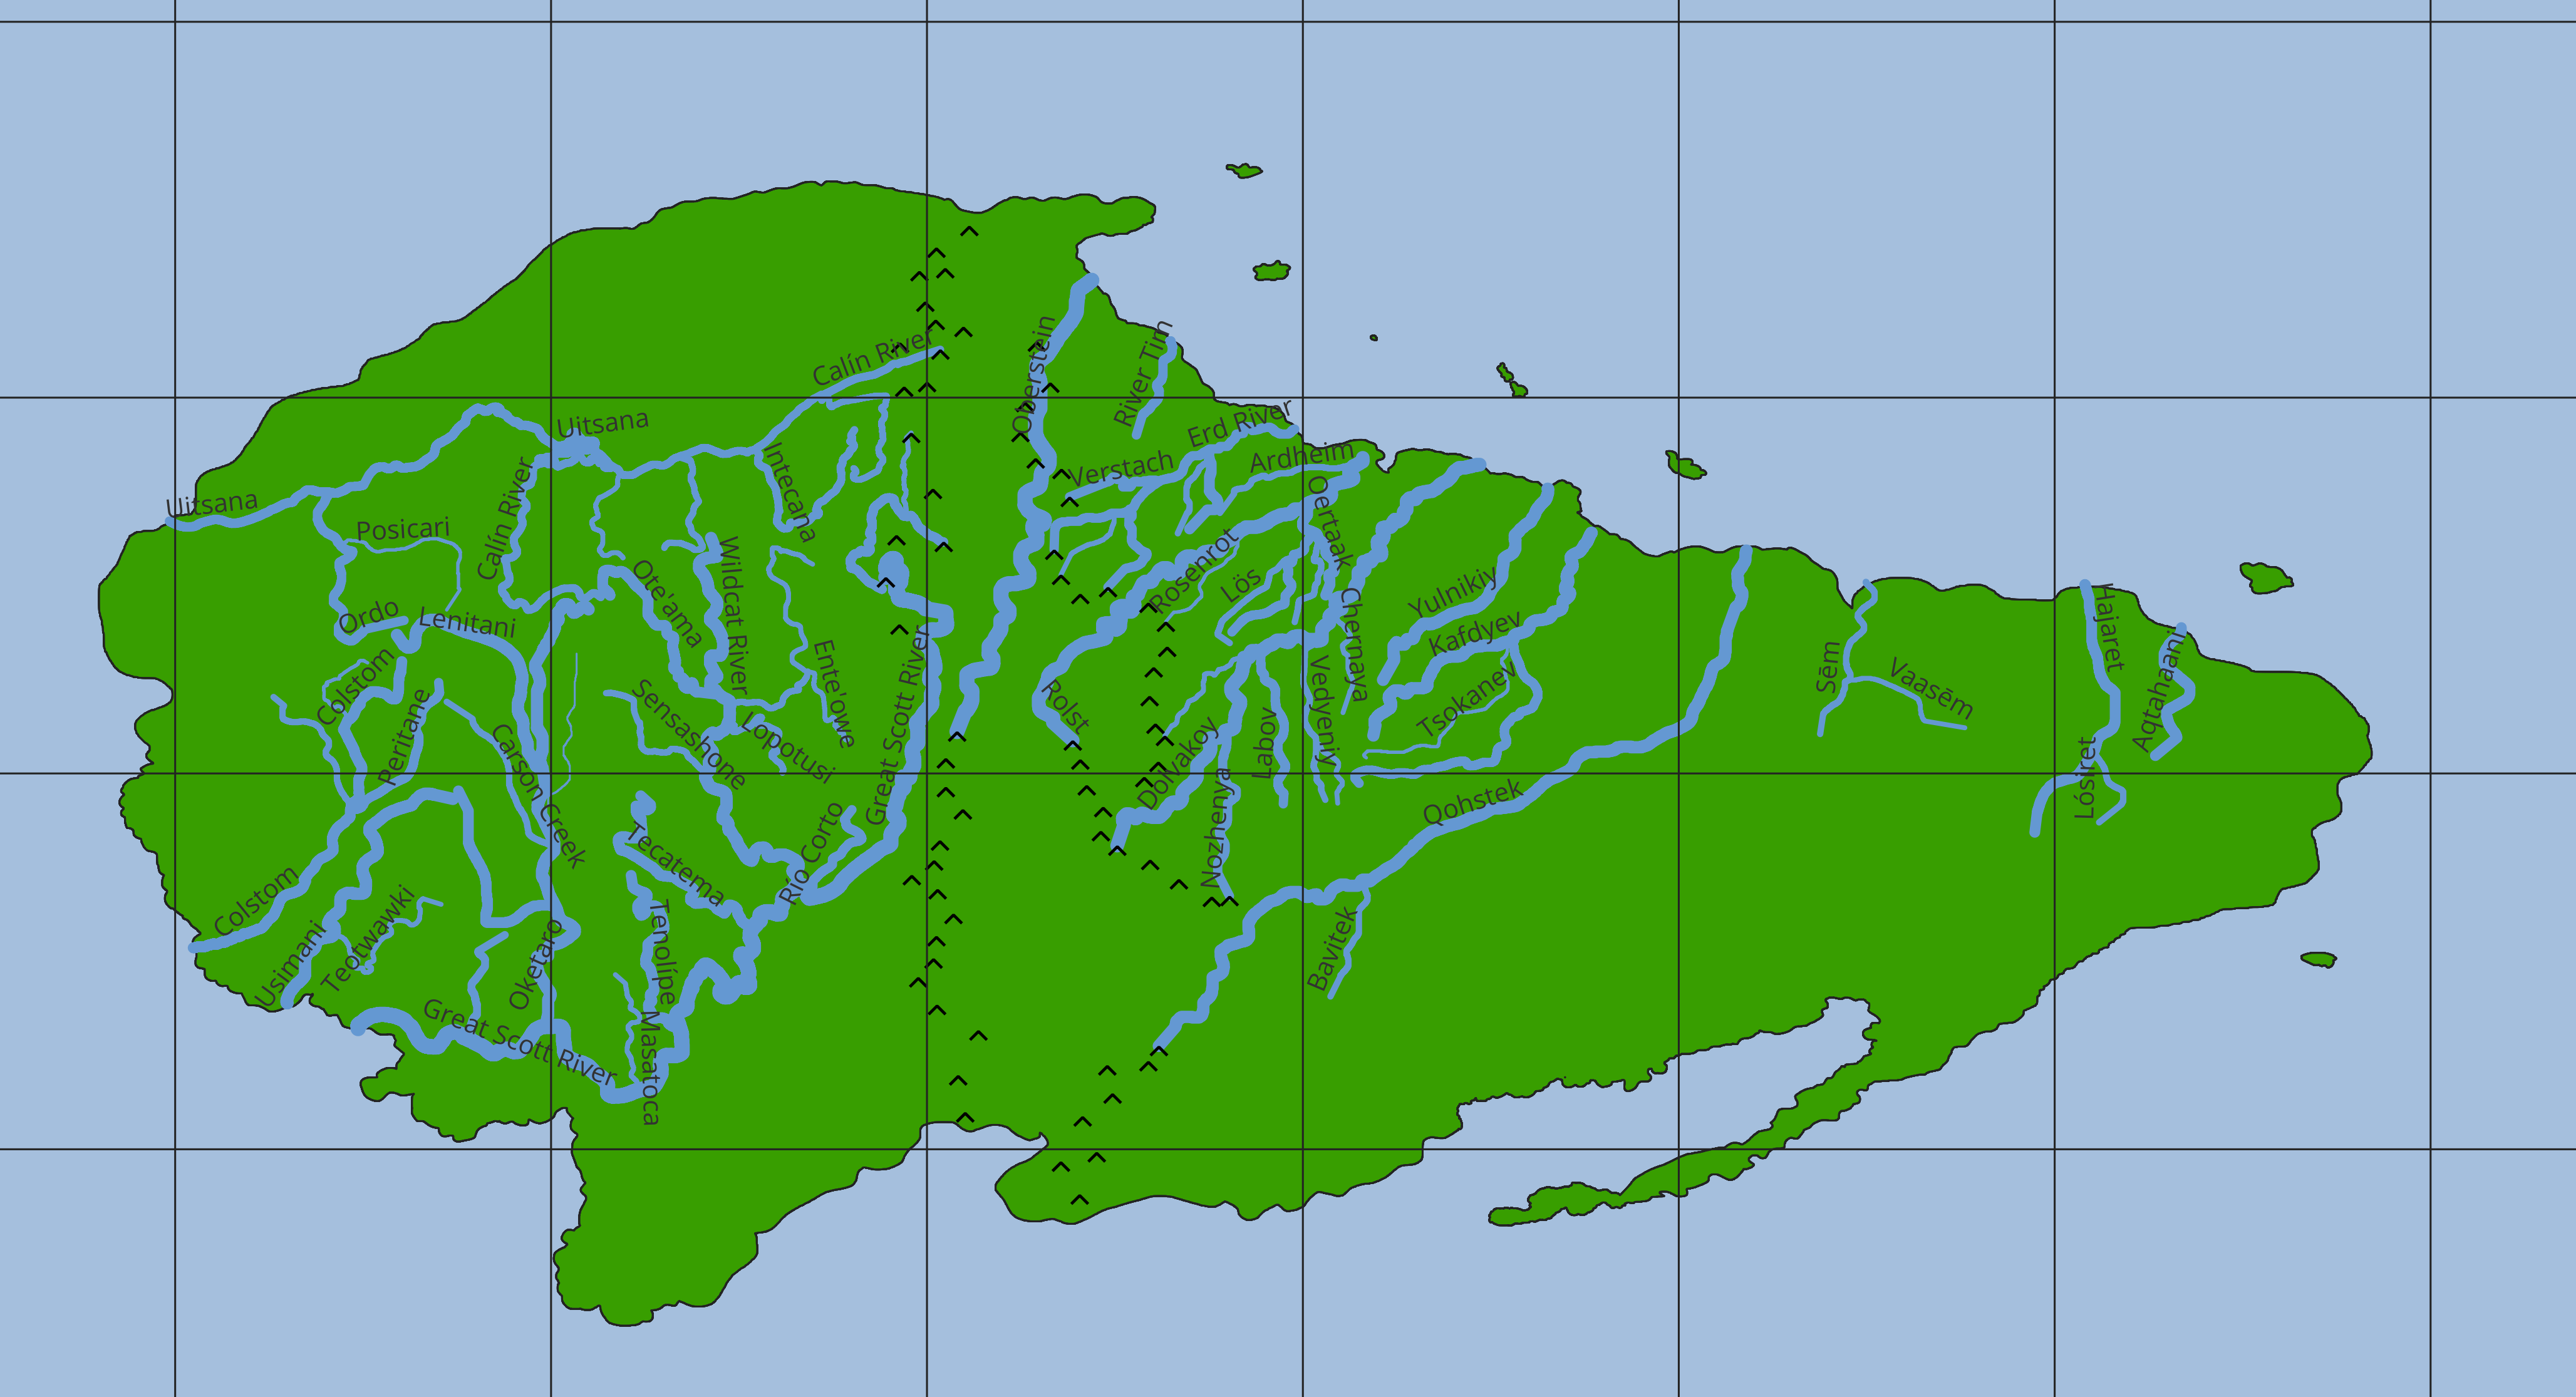 Calín River
Oberstein
River Tim
Uitsana
Erd River
Intecana
Verstach
Ardheim
Uitsana
Calín River
Oertaak
Posicari
Wildcat River
Ote'ama
Rosenrot
Lös
Chernaya
Yulnikiy
Kafdyev
Ordo
Lenitani
Colstom
Peritane
Carson Creek
Sensashone
Lopotusi
Ente'owe
Great Scott River
Rolst
Doivakoy
Labov
Vedyeniy
Tsokanev
Nozhenya
Qohstek
Sēm
Vaasēm
Hajaret
Aqtahaani
Lósiret
Colstom
Usimani
Teotwawki
Oketaro
Tecatema
Río Corto
Tenolípe
Masatoca
Great Scott River
Bavitek